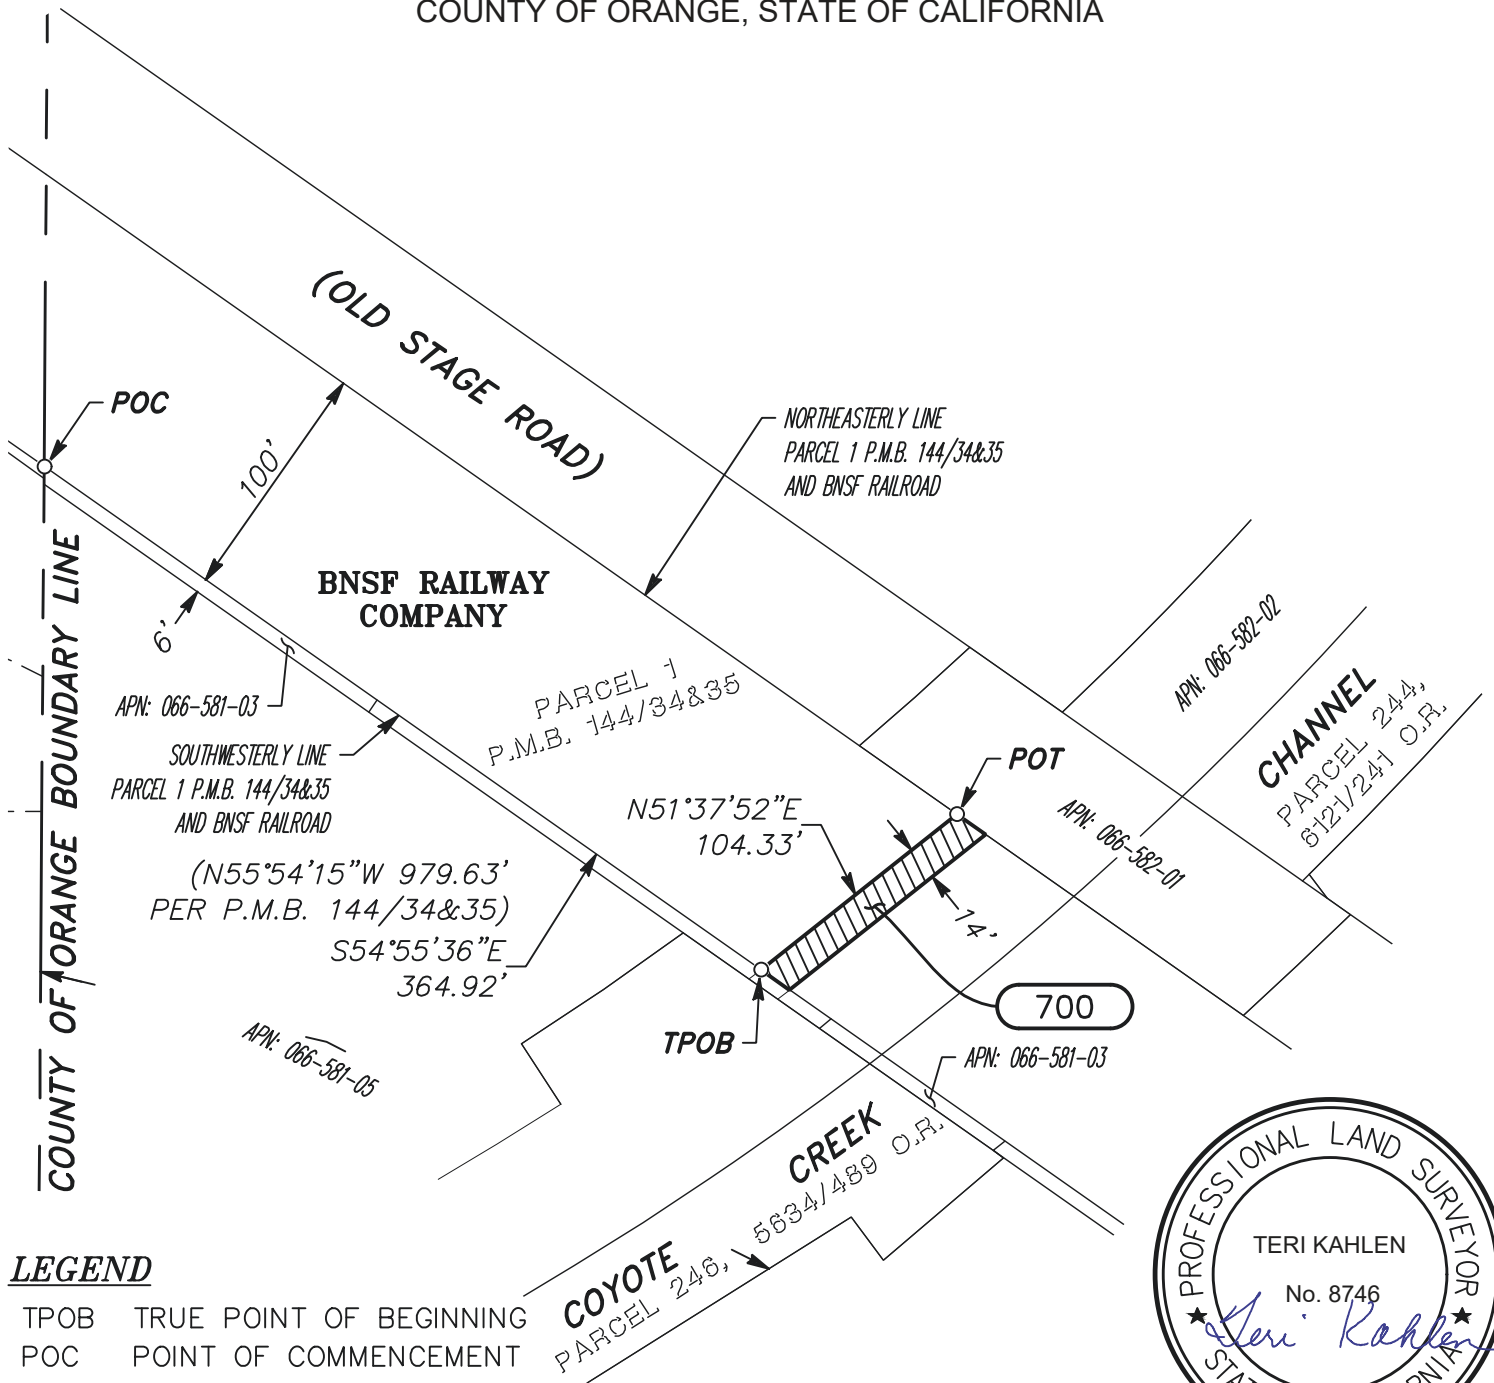 COUNTY OF ORANGE, STATE OF CALIFORNIA
(OLD STAGE ROAD)
POC
100'
NORTHEASTERLY LINE
PARCEL 1 P.M.B. 144/34&35
AND BNSF RAILROAD
BNSF RAILWAY
COMPANY
6'
COUNTY OF ORANGE BOUNDARY LINE
APN: 066-581-03
SOUTHWESTERLY LINE
PARCEL 1 P.M.B. 144/34&35
AND BNSF RAILROAD
PARCEL 1
P.M.B. 144/34&35
APN: 066-582-02
CHANNEL
PARCEL 244,
6121/241 O.R.
POT
N51°37'52"E
104.33'
APN: 066-582-01
(N55°54'15"W 979.63'
PER P.M.B. 144/34&35)
S54°55'36"E
364.92'
14'
700
TPOB
APN: 066-581-03
APN: 066-581-05
COYOTE CREEK
PARCEL 246, 5634/489 O.R.
LEGEND
TPOB TRUE POINT OF BEGINNING
POC POINT OF COMMENCEMENT
PROFESSIONAL LAND SURVEYOR
TERI KAHLEN
No. 8746
Teri Kahlen